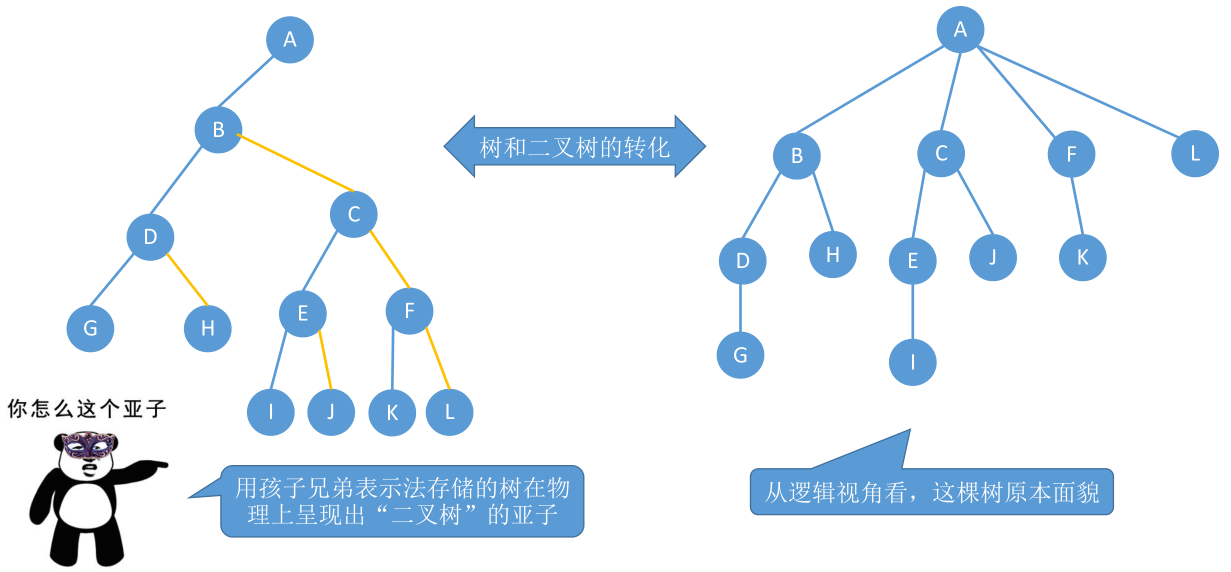 A
A
B
树和二叉树的转化
B
C
F
L
C
D
D
H
E
J
K
G
H
E
F
G
I
I
J
K
L
你怎么这个亚子
用孩子兄弟表示法存储的树在物
理上呈现出“二叉树”的亚子
从逻辑视角看，这棵树原本面貌